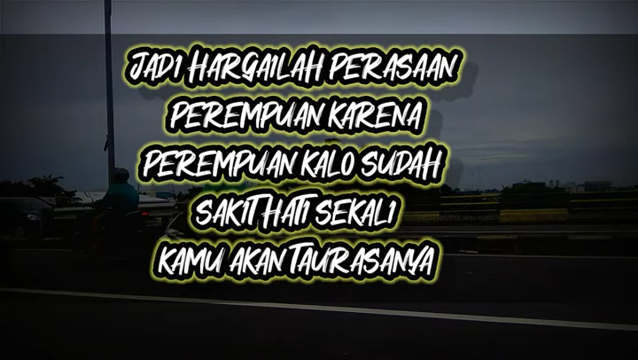 JADI HARGAILAH PERASAAN
PEREMPUAN KARENA
PEREMPUAN KALO SUDAH
SAKIT HATI SEKALI
KAMU AKAN TAU RASANYA